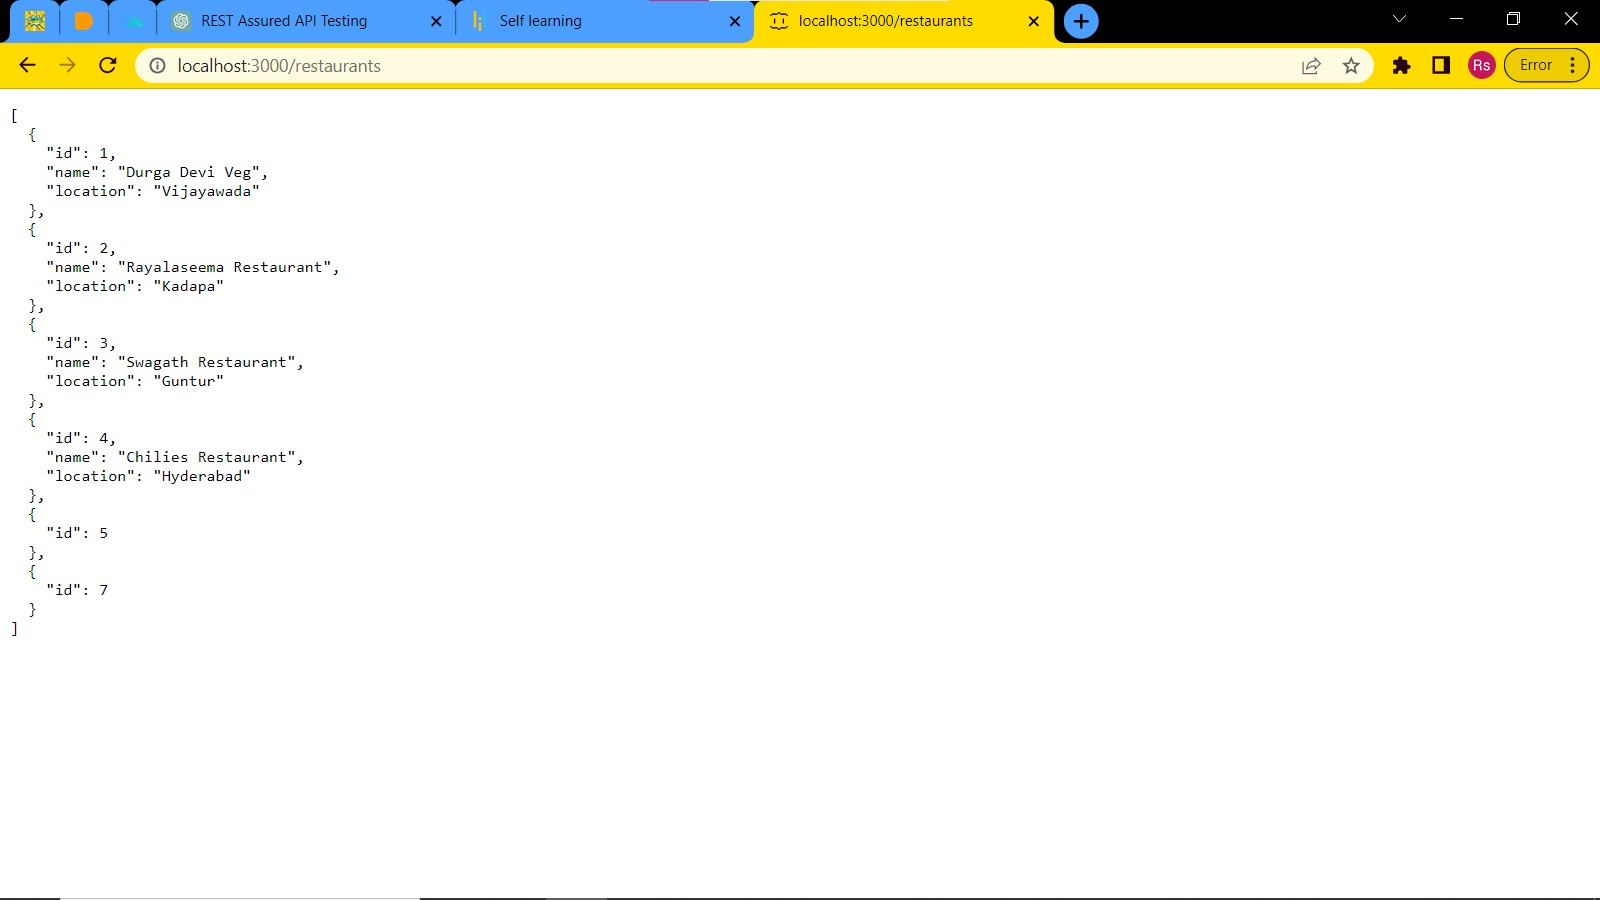 REST Assured API Testing
Self learning
localhost:3000/restaurants
localhost:3000/restaurants
Rs
Error
[
  {
    "id": 1,
    "name": "Durga Devi Veg",
    "location": "Vijayawada"
  },
  {
    "id": 2,
    "name": "Rayalaseema Restaurant",
    "location": "Kadapa"
  },
  {
    "id": 3,
    "name": "Swagath Restaurant",
    "location": "Guntur"
  },
  {
    "id": 4,
    "name": "Chilies Restaurant",
    "location": "Hyderabad"
  },
  {
    "id": 5
  },
  {
    "id": 7
  }
]